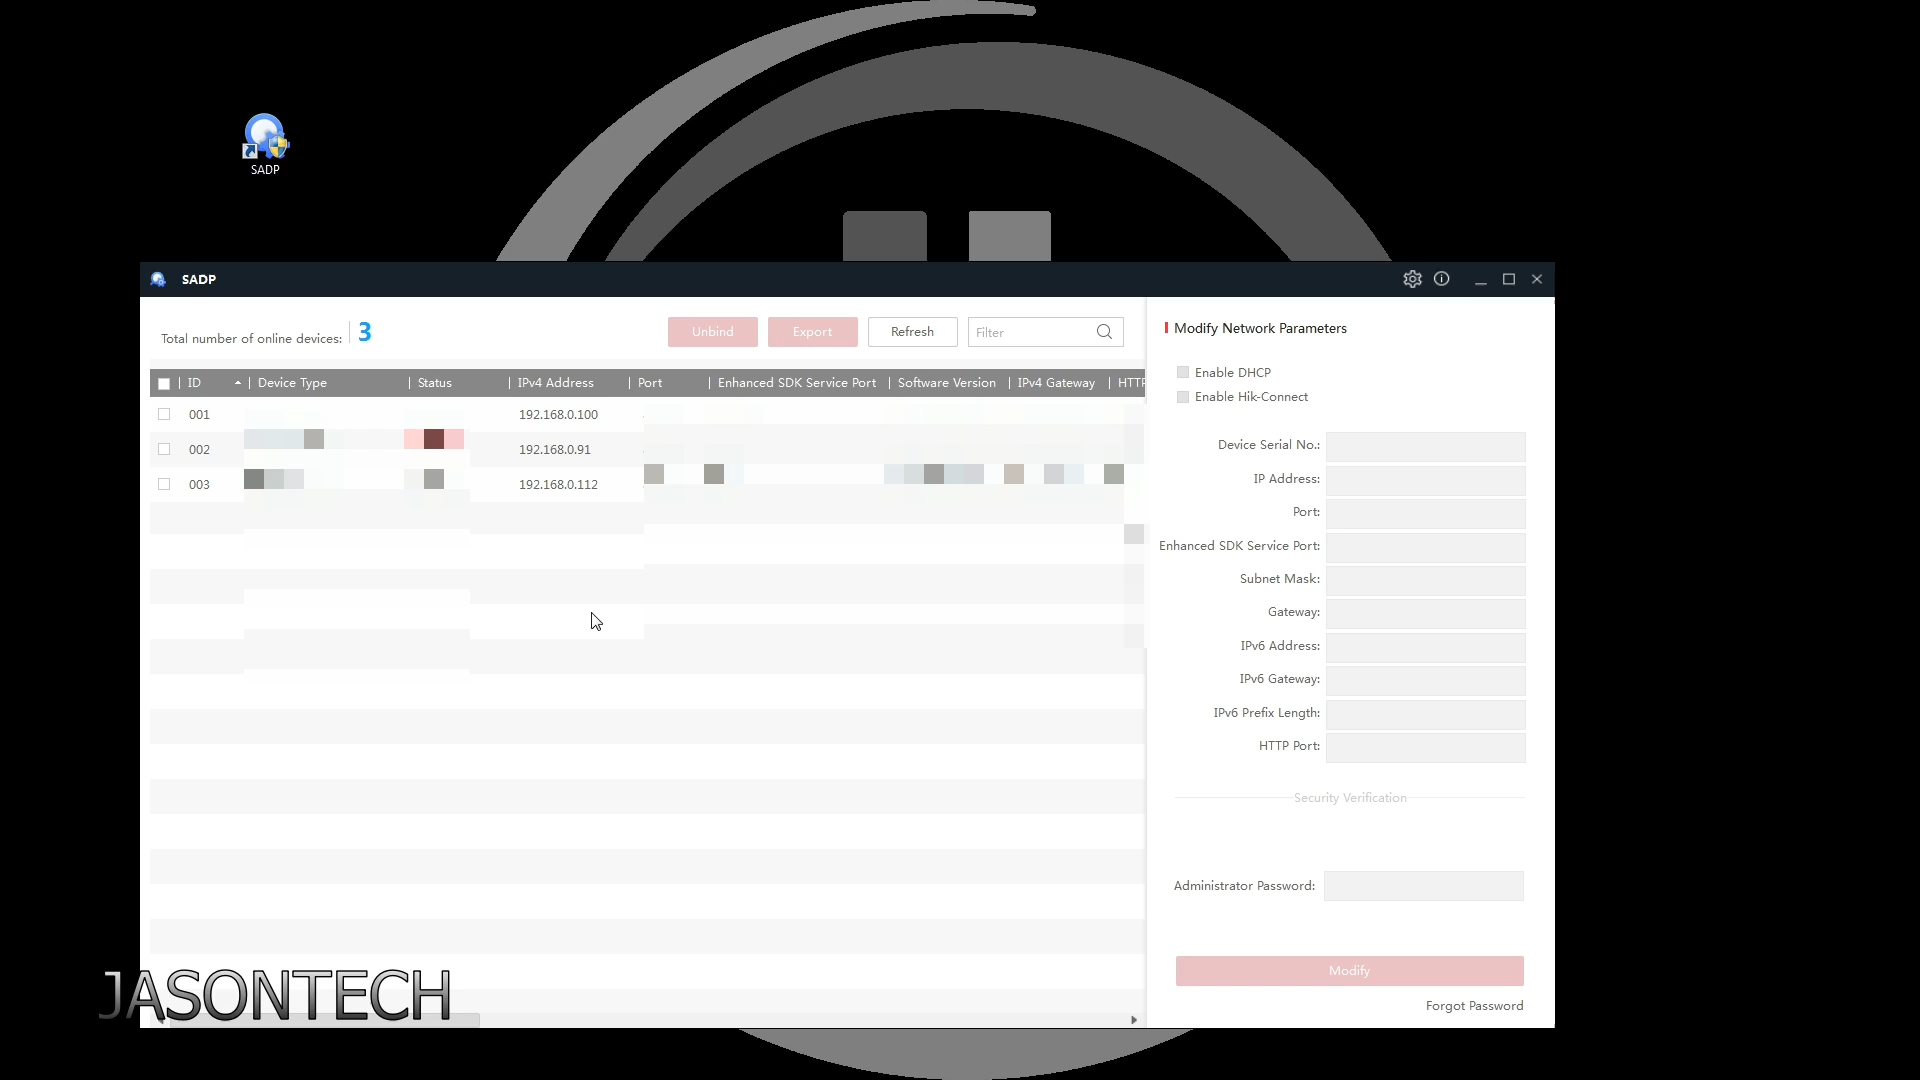 SADP
SADP
Total number of online devices: 3
Unbind
Export
Refresh
Filter
ID
Device Type
Status
IPv4 Address
Port
Enhanced SDK Service Port
Software Version
IPv4 Gateway
HTTP
001 192.168.0.100
002 192.168.0.91
003 192.168.0.112
Modify Network Parameters
Enable DHCP
Enable Hik-Connect
Device Serial No.:
IP Address:
Port:
Enhanced SDK Service Port:
Subnet Mask:
Gateway:
IPv6 Address:
IPv6 Gateway:
IPv6 Prefix Length:
HTTP Port:
Security Verification
Administrator Password:
Modify
Forgot Password
JASONTECH